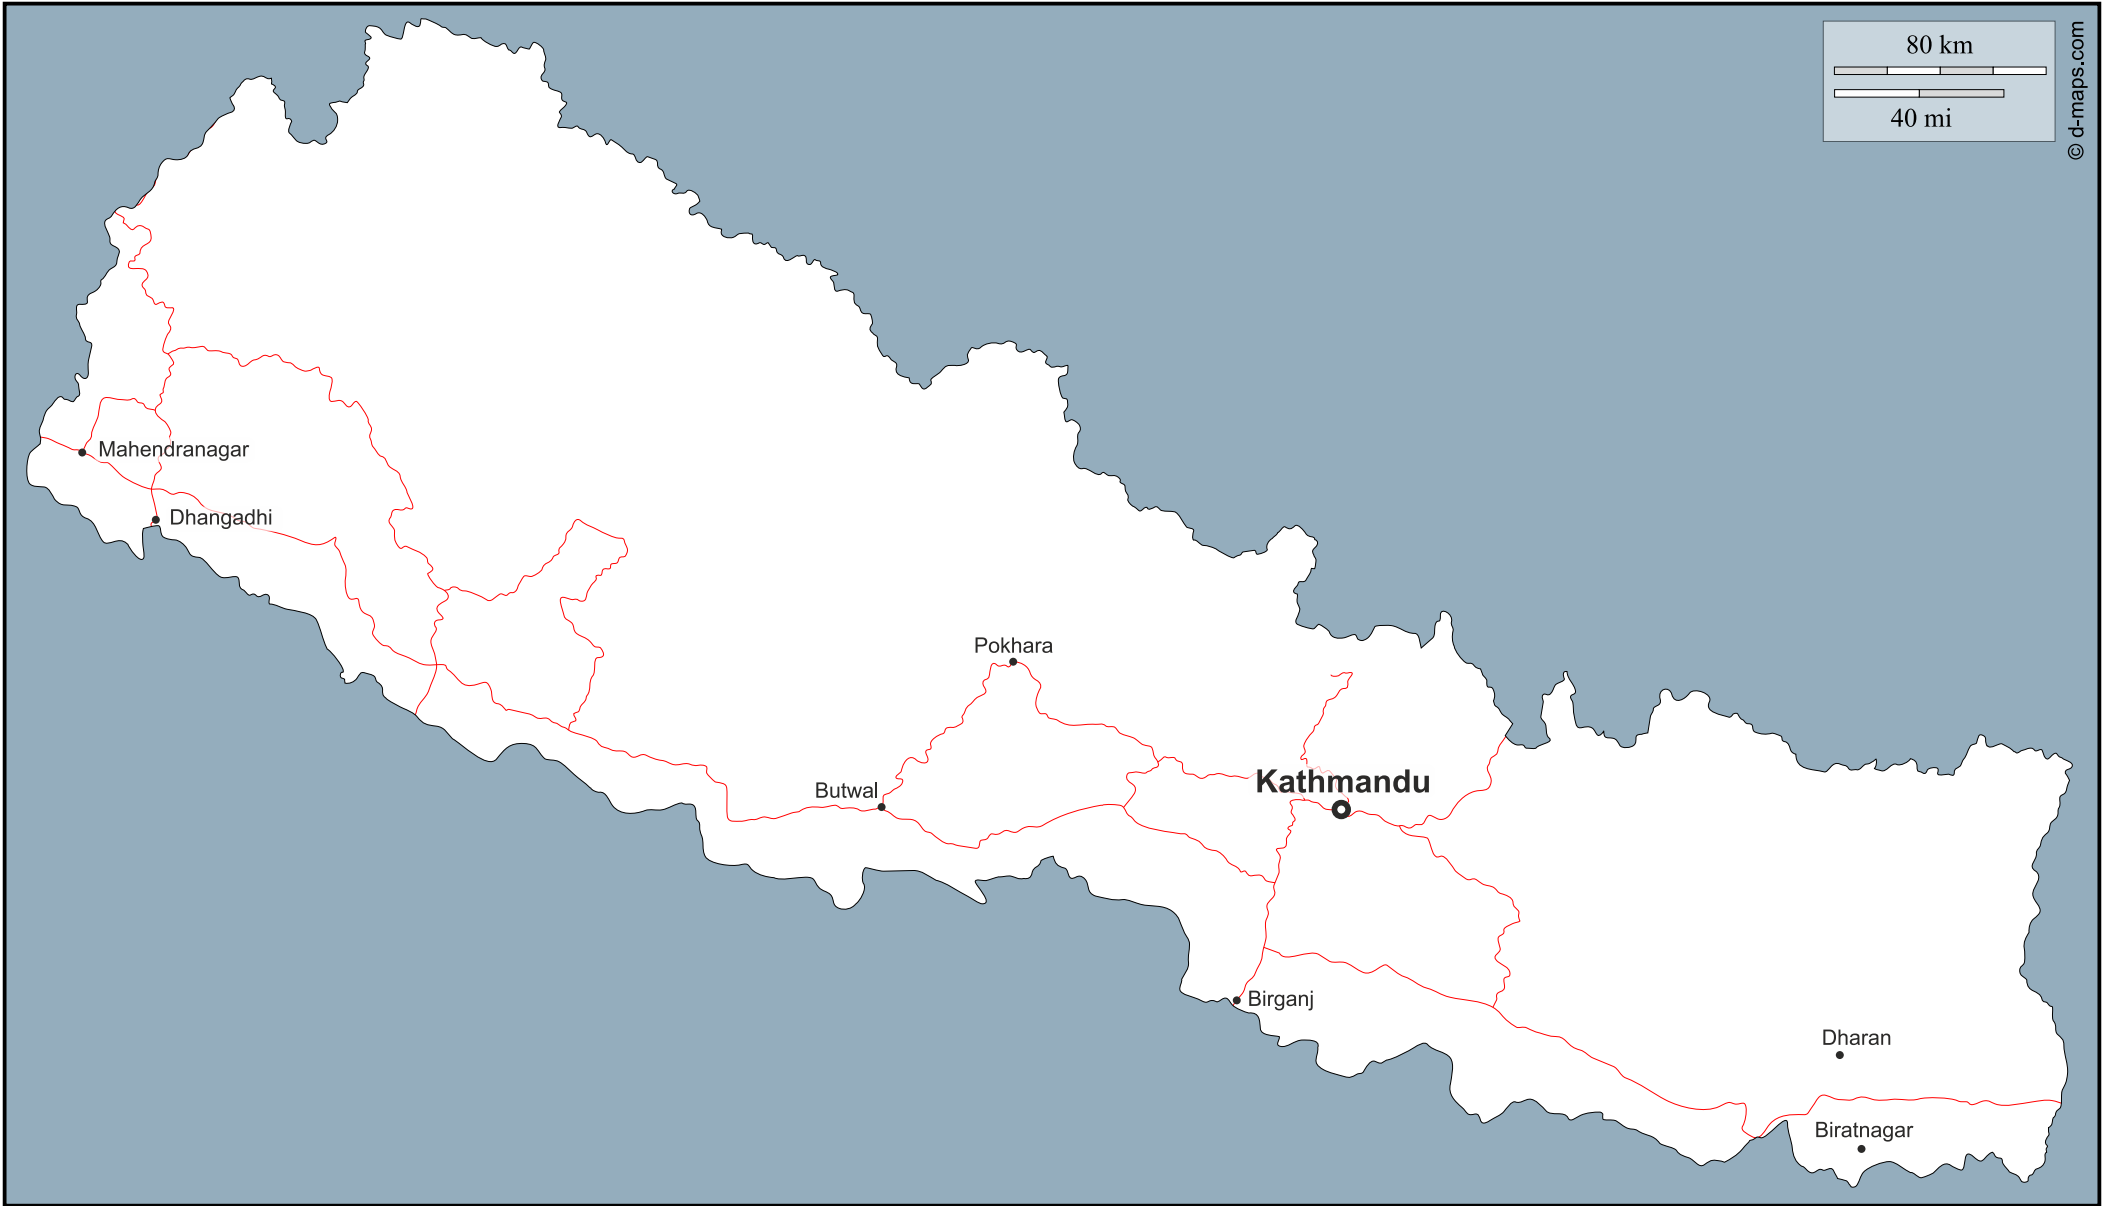 80 km
40 mi
© d-maps.com
Mahendranagar
Dhangadhi
Pokhara
Butwal
Kathmandu
Birganj
Dharan
Biratnagar